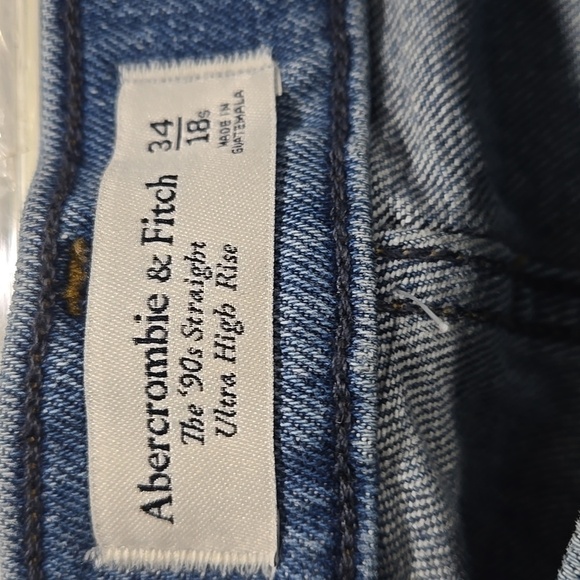 Abercrombie & Fitch
The '90s Straight
Ultra High Rise
34
18s
MADE IN
GUATEMALA